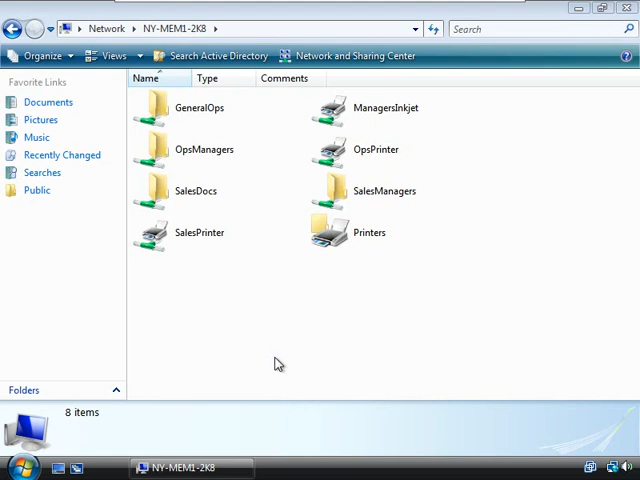 Network
NY-MEM1-2K8
Search
Organize
Views
Search Active Directory
Network and Sharing Center
Favorite Links
Documents
Pictures
Music
Recently Changed
Searches
Public
Folders
Name
Type
Comments
GeneralOps
ManagersInkjet
OpsManagers
OpsPrinter
SalesDocs
SalesManagers
SalesPrinter
Printers
8 items
NY-MEM1-2K8